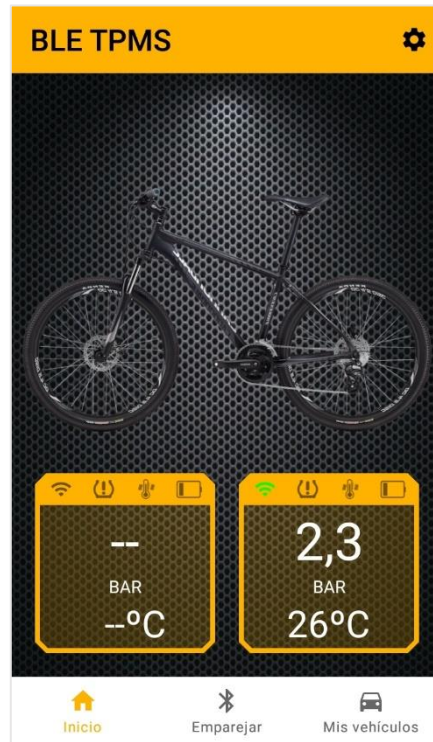 BLE TPMS
--
BAR
--ºC
2,3
BAR
26ºC
Inicio
Emparejar
Mis vehículos